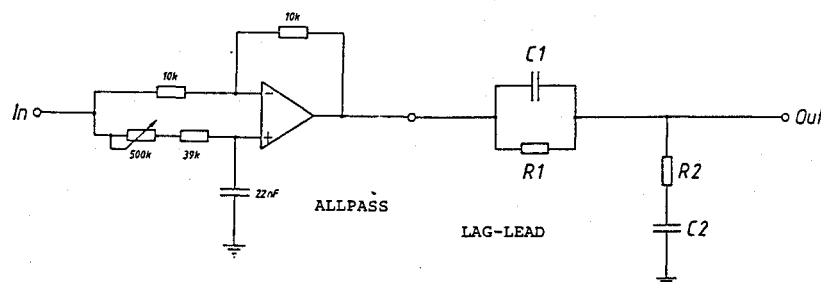 10k
C1
10k
−
In
Out
+
500k
39k
R1
R2
22nF
ALLPASS
LAG-LEAD
C2